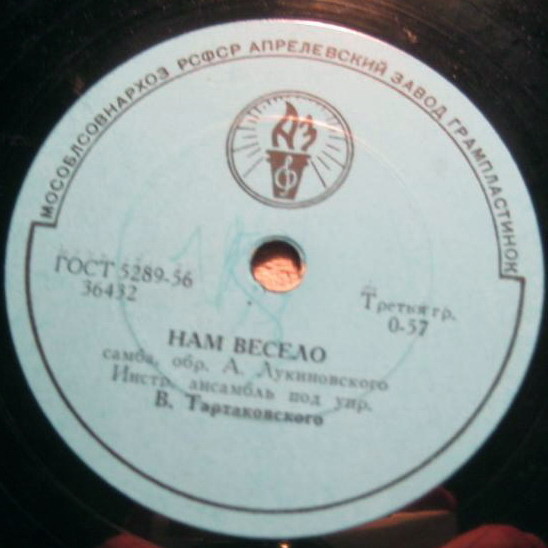 МОСОБЛСОВНАРХОЗ РСФСР АПРЕЛЕВСКИЙ ЗАВОД ГРАМПЛАСТИНОК
АЗ
ГОСТ 5289-56
36432
Третья гр.
0-57
НАМ ВЕСЕЛО
самба, обр. А. Лукиновского
Инстр. ансамбль под упр.
В. Тартаковского